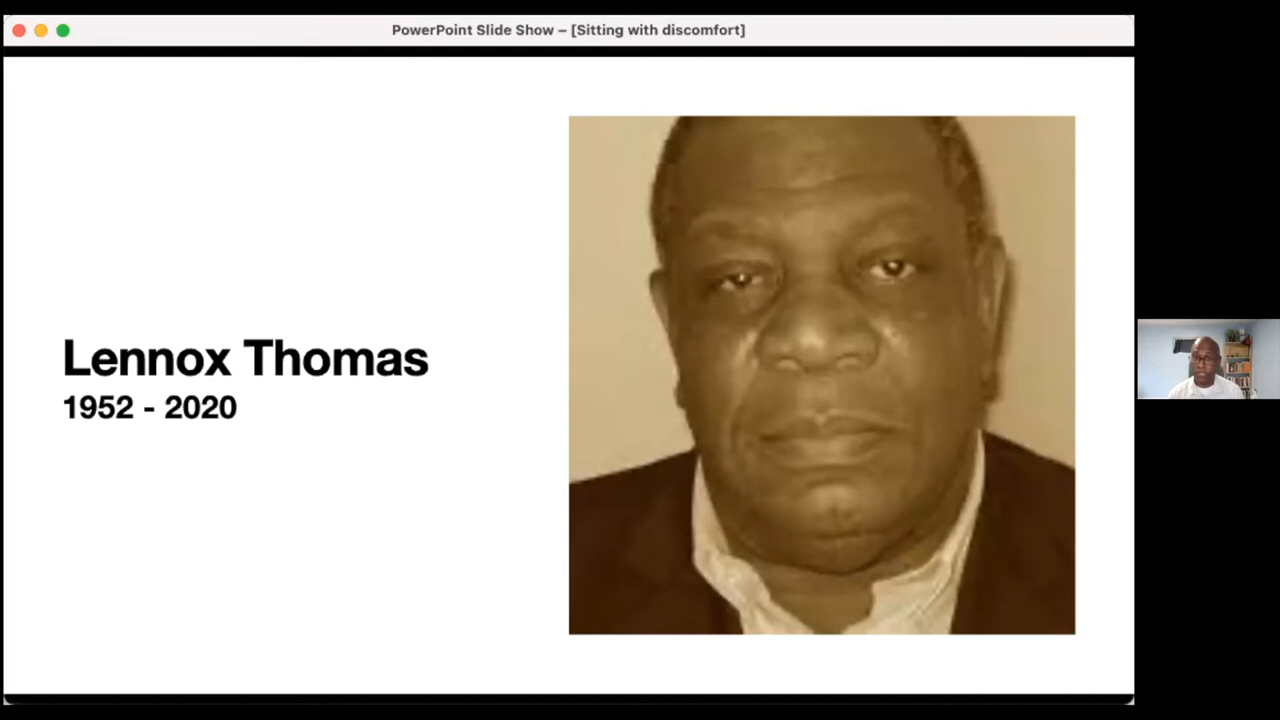 PowerPoint Slide Show – [Sitting with discomfort]
Lennox Thomas
1952 - 2020